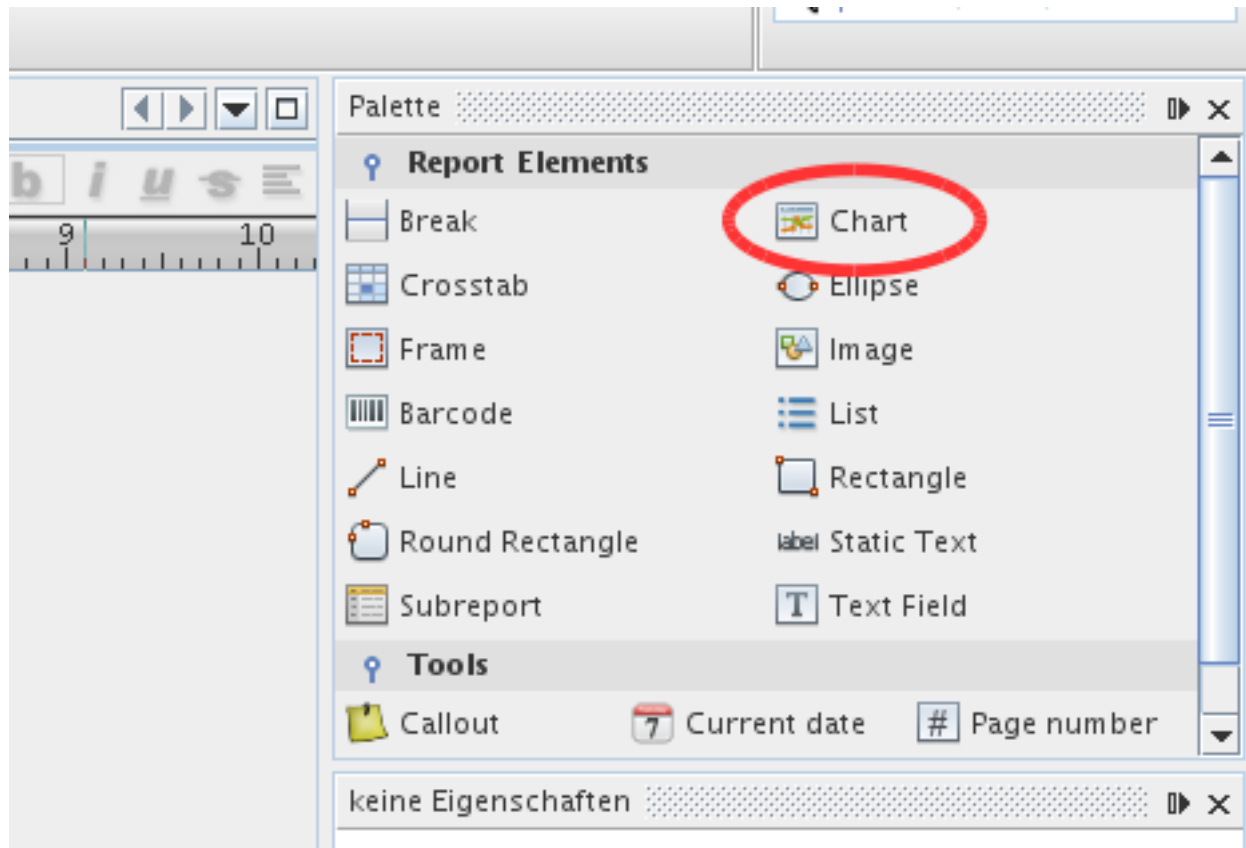 Palette
b i u s
Report Elements
9 10
Break Chart
Crosstab Ellipse
Frame Image
Barcode List
Line Rectangle
Round Rectangle label Static Text
Subreport T Text Field
Tools
Callout 7 Current date # Page number
keine Eigenschaften